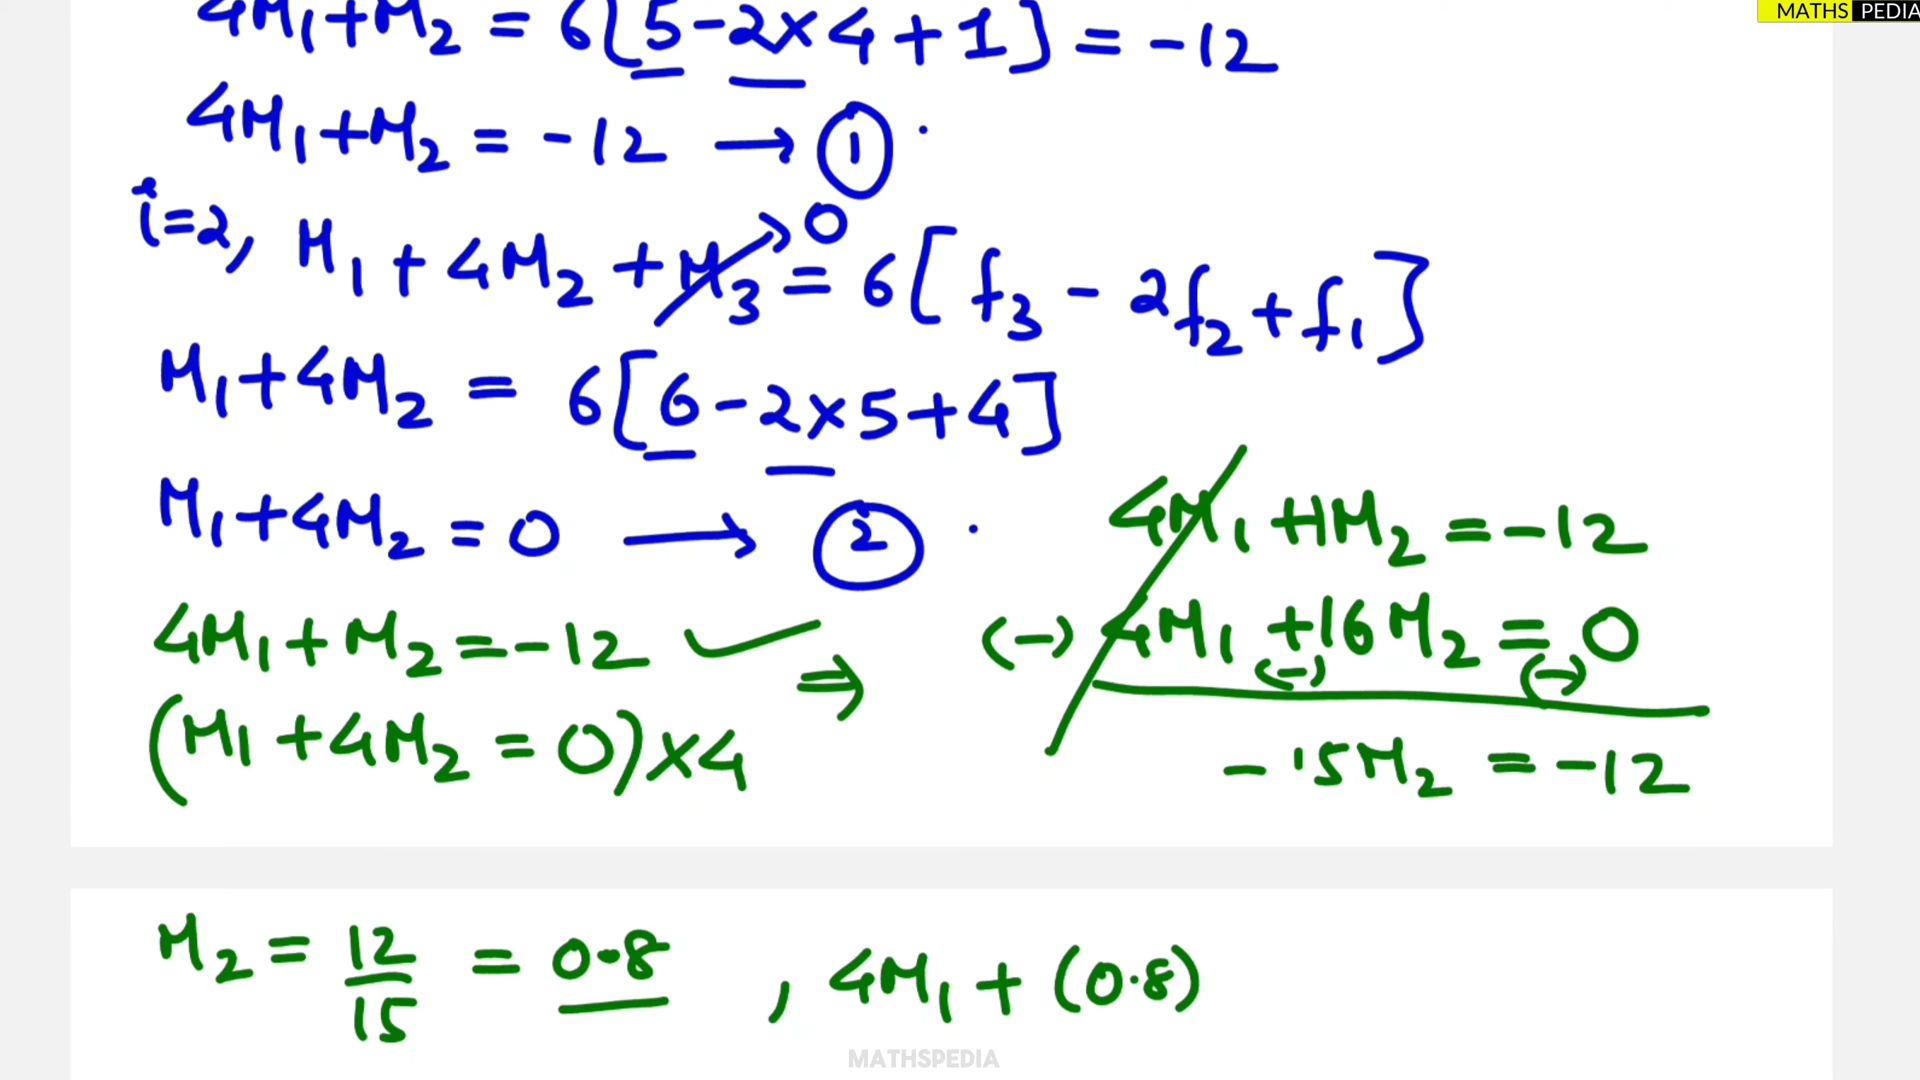 MATHS PEDIA
4M₁+M₂ = 6[5-2×4+1] = -12
4M₁+M₂ = -12 → ①
i=2, M₁+4M₂+M₃ = 6[f₃ - 2f₂+f₁]
0
M₁+4M₂ = 6[6-2×5+4]
M₁+4M₂ = 0 → ②
4M₁+M₂=-12 ✓
(M₁+4M₂ = 0)×4
⇒
4M₁ +1M₂ = -12
(-) 4M₁ +16M₂ = 0
(-) (-)
-15M₂ = -12
M₂ = 12/15 = 0.8 , 4M₁ + (0.8)
MATHSPEDIA